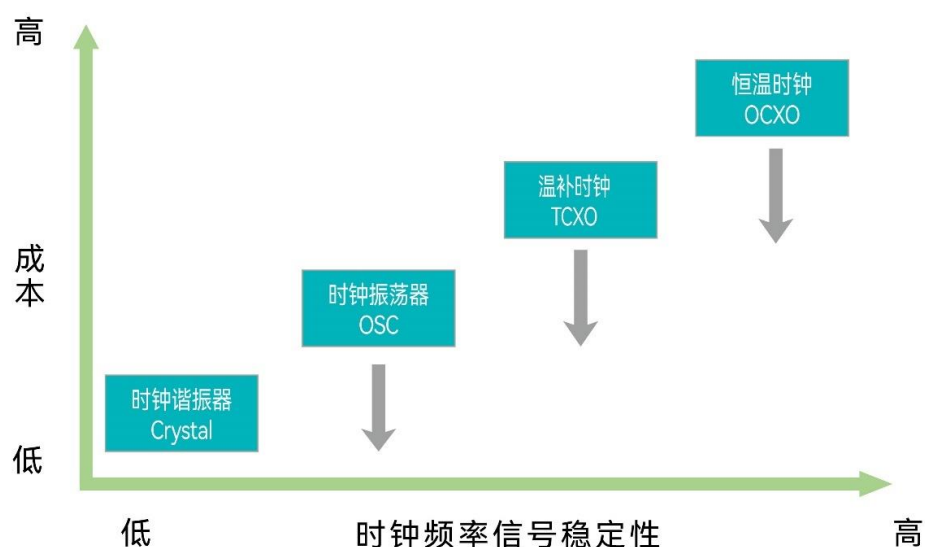 高
恒温时钟
OCXO
温补时钟
TCXO
成
本
时钟振荡器
OSC
时钟谐振器
Crystal
低
低
时钟频率信号稳定性
高